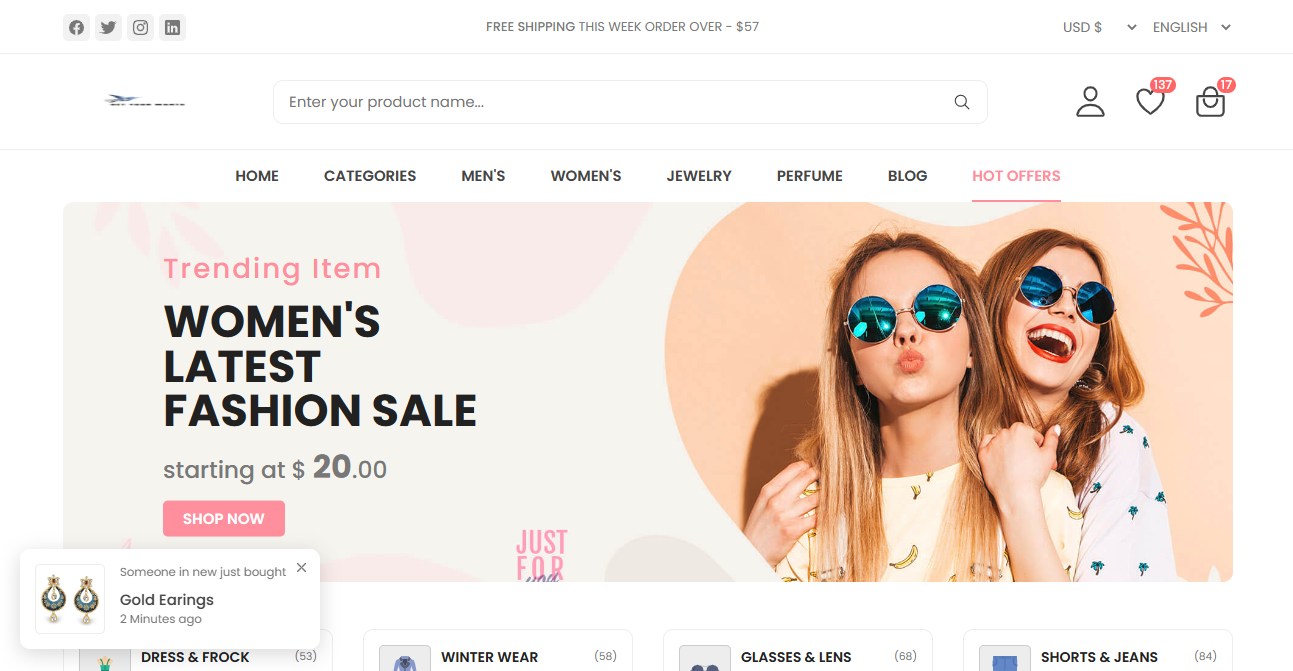 FREE SHIPPING THIS WEEK ORDER OVER - $57
USD $
ENGLISH
Enter your product name...
137
17
HOME
CATEGORIES
MEN'S
WOMEN'S
JEWELRY
PERFUME
BLOG
HOT OFFERS
Trending Item
WOMEN'S
LATEST
FASHION SALE
starting at $ 20.00
SHOP NOW
JUST
FOR
you
Someone in new just bought
Gold Earings
2 Minutes ago
DRESS & FROCK
(53)
WINTER WEAR
(58)
GLASSES & LENS
(68)
SHORTS & JEANS
(84)